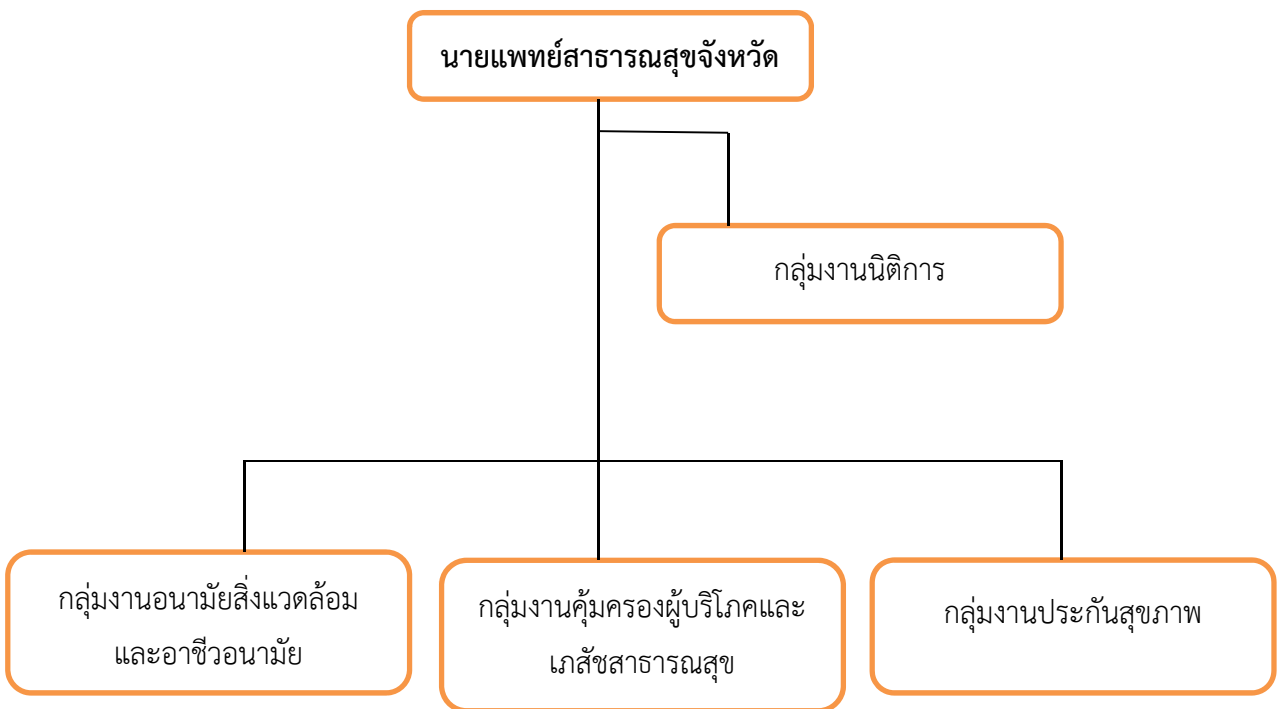 นายแพทย์สาธารณสุขจังหวัด
กลุ่มงานนิติการ
กลุ่มงานอนามัยสิ่งแวดล้อม
และอาชีวอนามัย
กลุ่มงานคุ้มครองผู้บริโภคและ
เภสัชสาธารณสุข
กลุ่มงานประกันสุขภาพ